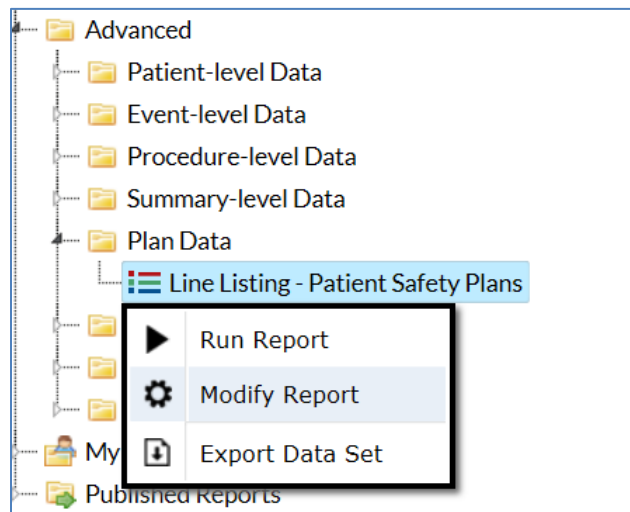 Advanced
Patient-level Data
Event-level Data
Procedure-level Data
Summary-level Data
Plan Data
Line Listing - Patient Safety Plans
Run Report
Modify Report
Export Data Set
My
Published Reports